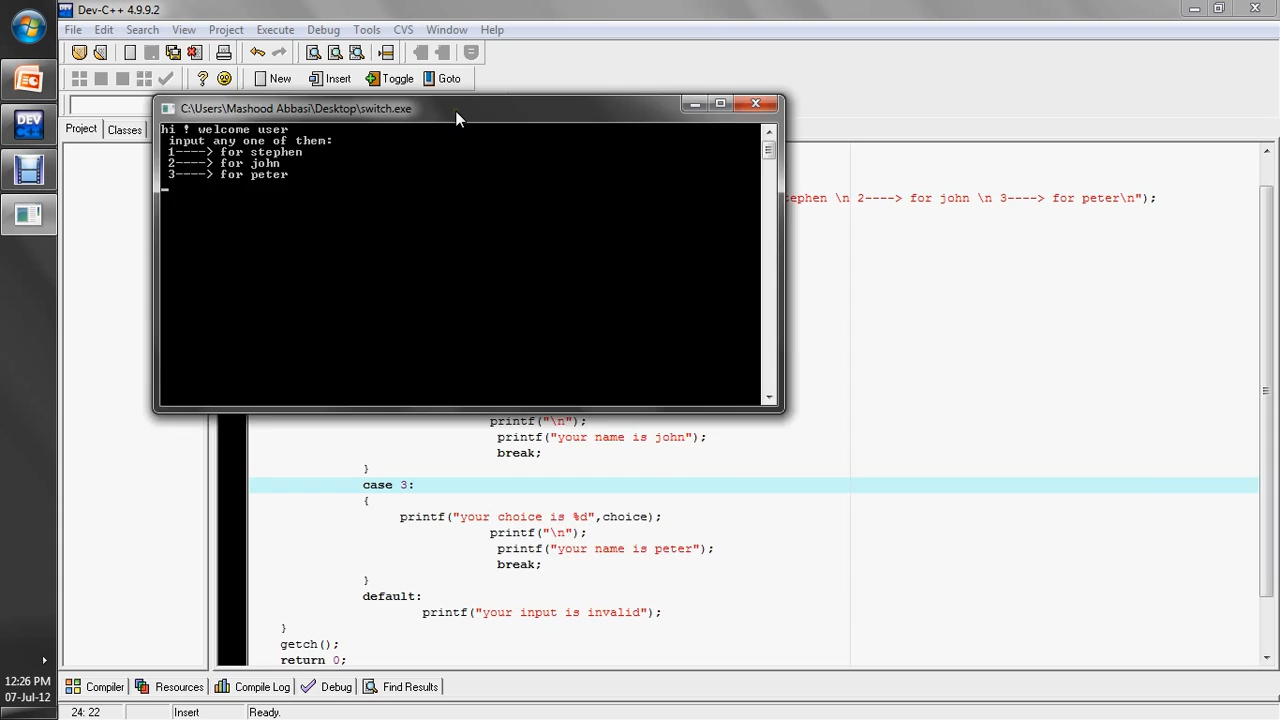 Dev-C++ 4.9.9.2
File Edit Search View Project Execute Debug Tools CVS Window Help
New Insert Toggle Goto
Project Classes
C:\Users\Mashood Abbasi\Desktop\switch.exe
hi ! welcome user
input any one of them:
1----> for stephen
2----> for john
3----> for peter
tephen \n 2----> for john \n 3----> for peter\n");
printf("\n");
printf("your name is john");
break;
}
case 3:
{
printf("your choice is %d",choice);
printf("\n");
printf("your name is peter");
break;
}
default:
printf("your input is invalid");
}
getch();
return 0;
Compiler Resources Compile Log Debug Find Results
24: 22 Insert Ready.
DEV
12:26 PM
07-Jul-12